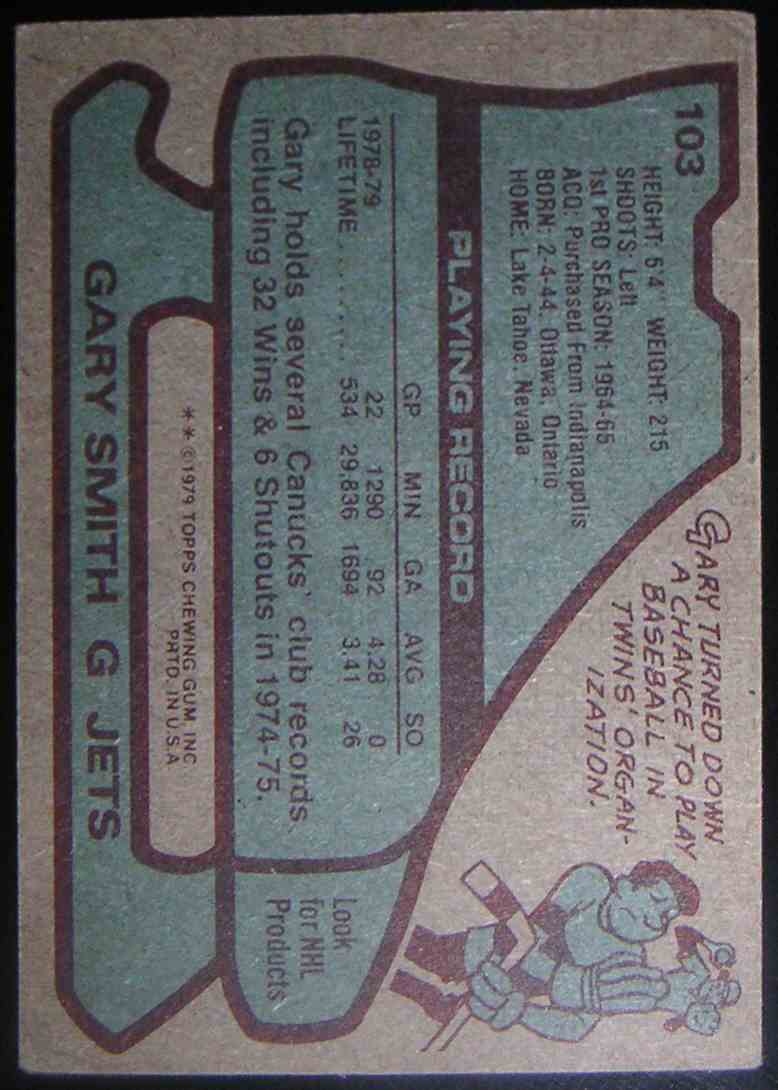 103
HEIGHT: 6'4" WEIGHT: 215
SHOOTS: Left
1st PRO SEASON: 1964-65
ACQ: Purchased From Indianapolis
BORN: 2-4-44, Ottawa, Ontario
HOME: Lake Tahoe, Nevada
GARY TURNED DOWN
A CHANCE TO PLAY
BASEBALL IN
TWINS' ORGAN-
IZATION.
PLAYING RECORD
GP MIN GA AVG SO
1978-79 22 1290 92 4.28 0
LIFETIME ........ 534 29,836 1694 3.41 26
Gary holds several Canucks' club records
including 32 Wins & 6 Shutouts in 1974-75.
Look
for NHL
Products
**©1979 TOPPS CHEWING GUM, INC.
PRTD. IN U.S.A
GARY SMITH G JETS